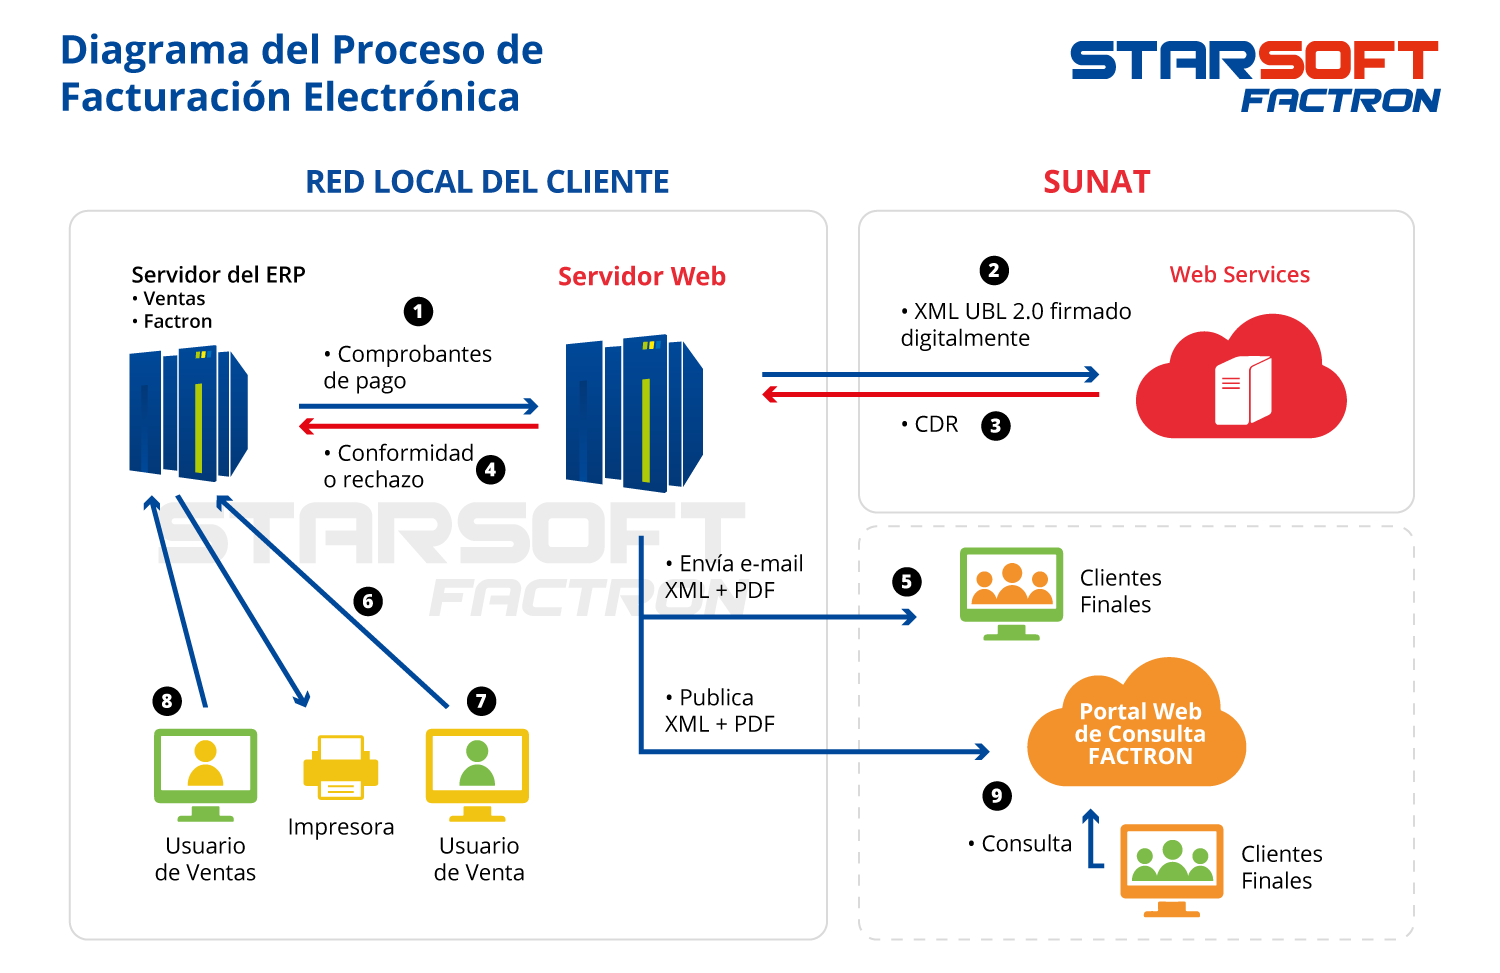 Diagrama del Proceso de
Facturación Electrónica
STARSOFT
FACTRON
RED LOCAL DEL CLIENTE
SUNAT
Servidor del ERP
• Ventas
• Factron
Servidor Web
1
• Comprobantes
de pago
• Conformidad
o rechazo
4
2
• XML UBL 2.0 firmado
digitalmente
Web Services
• CDR
3
STARSOFT
FACTRON
• Envía e-mail
XML + PDF
5
Clientes
Finales
6
• Publica
XML + PDF
Portal Web
de Consulta
FACTRON
8
7
Usuario
de Ventas
Impresora
Usuario
de Venta
9
• Consulta
Clientes
Finales